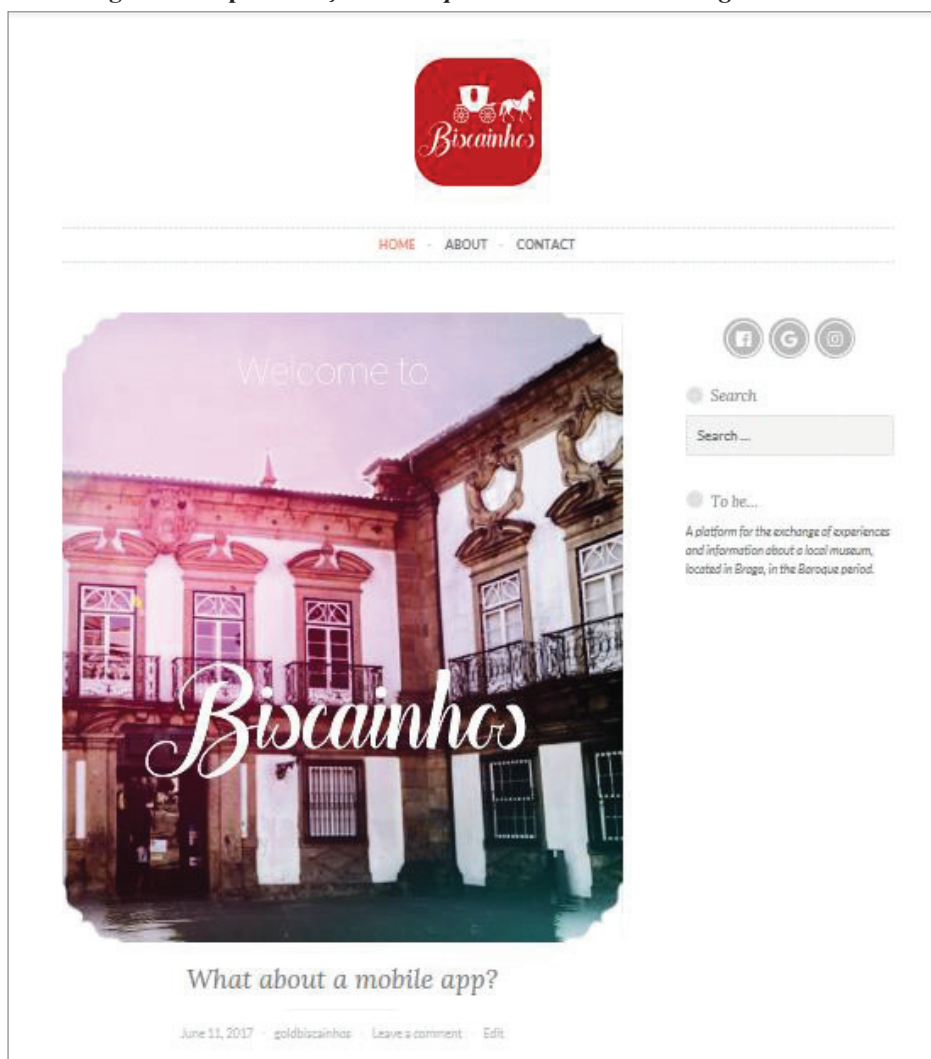 Biscainhos
HOME - ABOUT - CONTACT
Welcome to
Biscainhos
Search
Search ...
To be...
A platform for the exchange of experiences
and information about a local museum,
located in Braga, in the Baroque period.
What about a mobile app?
June 11, 2017 goldbiscainhos Leave a comment Edit